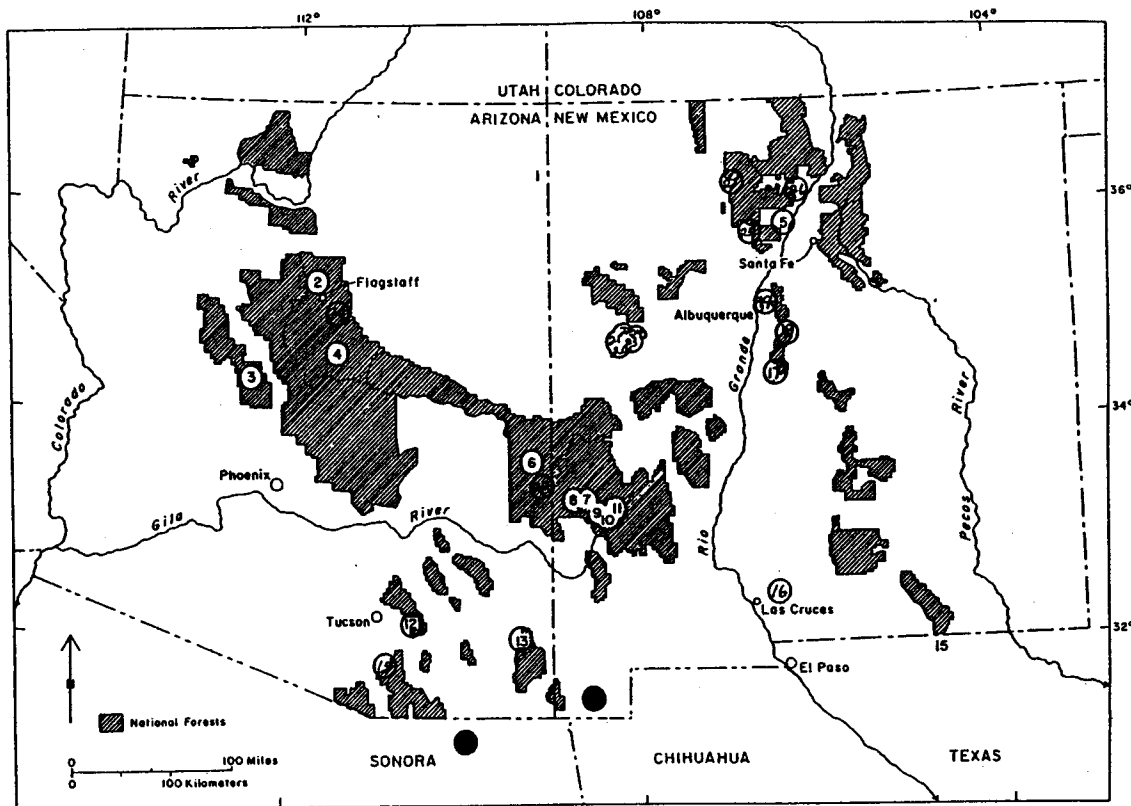 112° 108° 104°
UTAH COLORADO
ARIZONA NEW MEXICO
1
36°
River
5
Santa Fe
2
Flagstaff
Albuquerque
4
3
17
Grande
River
34°
Colorado
6
Phoenix
8 7
9 11
10
Gila River
Rio
Pecos
16
Las Cruces
Tucson
12
13
32°
15
El Paso
National Forests
0 100 Miles
0 100 Kilometers
SONORA CHIHUAHUA TEXAS